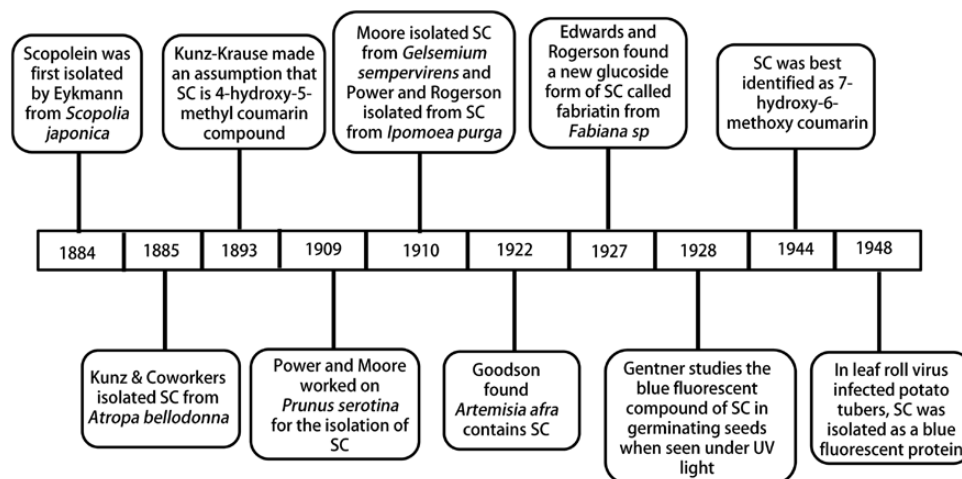 Scopolein was
first isolated
by Eykmann
from Scopolia
japonica
Kunz-Krause made
an assumption that
SC is 4-hydroxy-5-
methyl coumarin
compound
Moore isolated SC
from Gelsemium
sempervirens and
Power and Rogerson
isolated from SC
from Ipomoea purga
Edwards and
Rogerson found
a new glucoside
form of SC called
fabriatin from
Fabiana sp
SC was best
identified as 7-
hydroxy-6-
methoxy coumarin
1884
1885
1893
1909
1910
1922
1927
1928
1944
1948
Kunz & Coworkers
isolated SC from
Atropa bellodonna
Power and Moore
worked on
Prunus serotina
for the isolation of
SC
Goodson
found
Artemisia afra
contains SC
Gentner studies the
blue fluorescent
compound of SC in
germinating seeds
when seen under UV
light
In leaf roll virus
infected potato
tubers, SC was
isolated as a blue
fluorescent protein